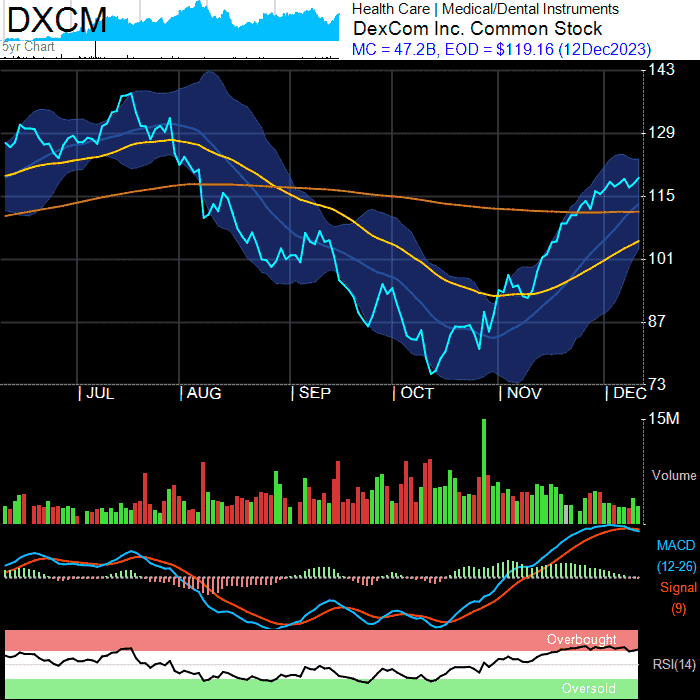 DXCM
5yr Chart
Health Care | Medical/Dental Instruments
DexCom Inc. Common Stock
MC = 47.2B, EOD = $119.16 (12Dec2023)
143
129
115
101
87
73
JUL
AUG
SEP
OCT
NOV
DEC
15M
Volume
MACD
(12-26)
Signal
(9)
Overbought
RSI(14)
Oversold